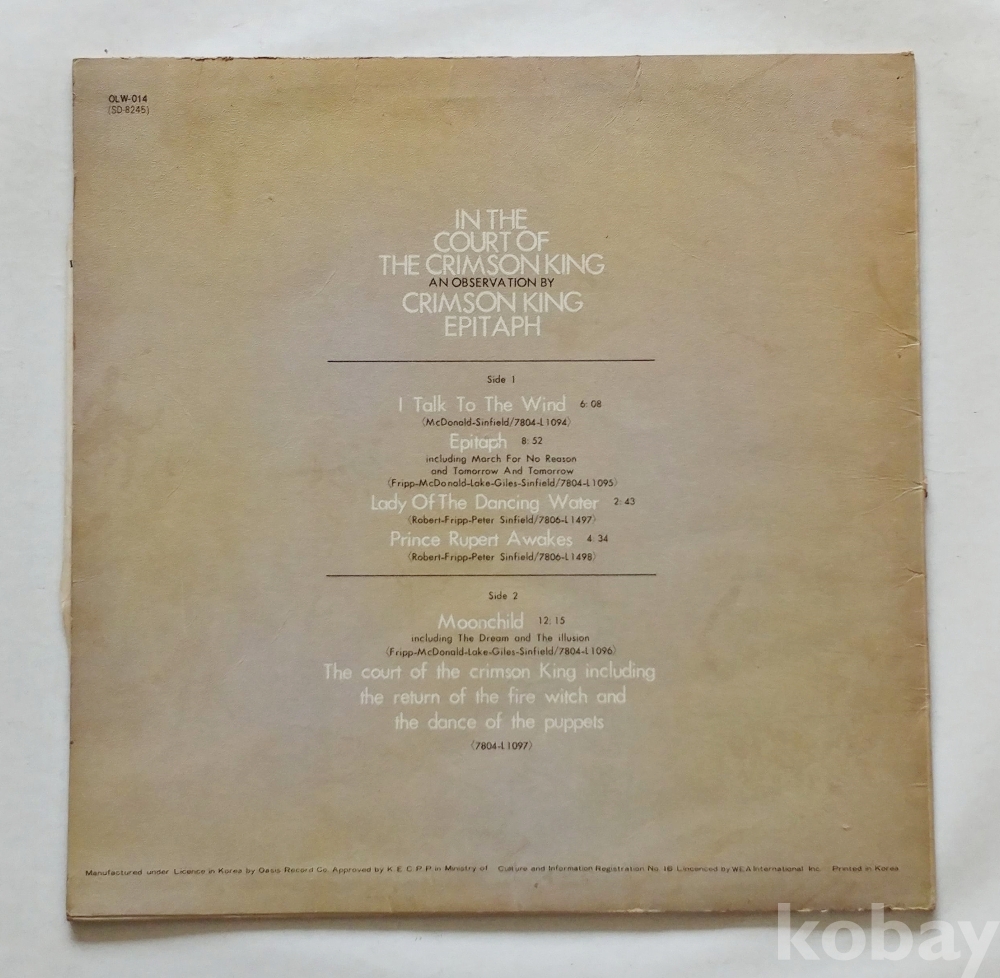 OLW-014
(SD-8245)
IN THE
COURT OF
THE CRIMSON KING
AN OBSERVATION BY
CRIMSON KING
EPITAPH
Side 1
I Talk To The Wind 6:08
(McDonald-Sinfield/7804-L1094)
Epitaph 8:52
including March For No Reason
and Tomorrow And Tomorrow
(Fripp-McDonald-Lake-Giles-Sinfield/7804-L1095)
Lady Of The Dancing Water 2:43
(Robert-Fripp-Peter Sinfield/7806-L1497)
Prince Rupert Awakes 4:34
(Robert-Fripp-Peter Sinfield/7806-L1498)
Side 2
Moonchild 12:15
including The Dream and The illusion
(Fripp-McDonald-Lake-Giles-Sinfield/7804-L1096)
The court of the crimson King including
the return of the fire witch and
the dance of the puppets
(7804-L1097)
Manufactured under Licence in Korea by Oasis Record Co. Approved by K.E.C.P.P. in Ministry of Culture and Information Registration No. 16 Lincenced by WEA International Inc. Printed in Korea
kobay